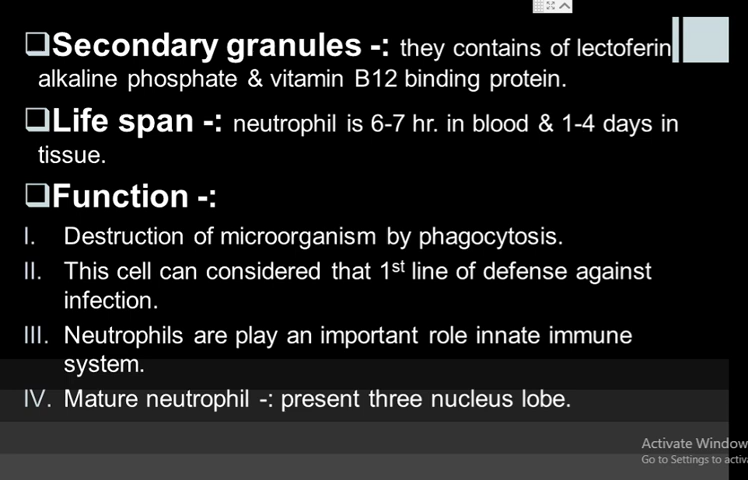 Secondary granules -: they contains of lectoferin
alkaline phosphate & vitamin B12 binding protein.
Life span -: neutrophil is 6-7 hr. in blood & 1-4 days in
tissue.
Function -:
I. Destruction of microorganism by phagocytosis.
II. This cell can considered that 1st line of defense against
infection.
III. Neutrophils are play an important role innate immune
system.
IV. Mature neutrophil -: present three nucleus lobe.
Activate Window
Go to Settings to activ